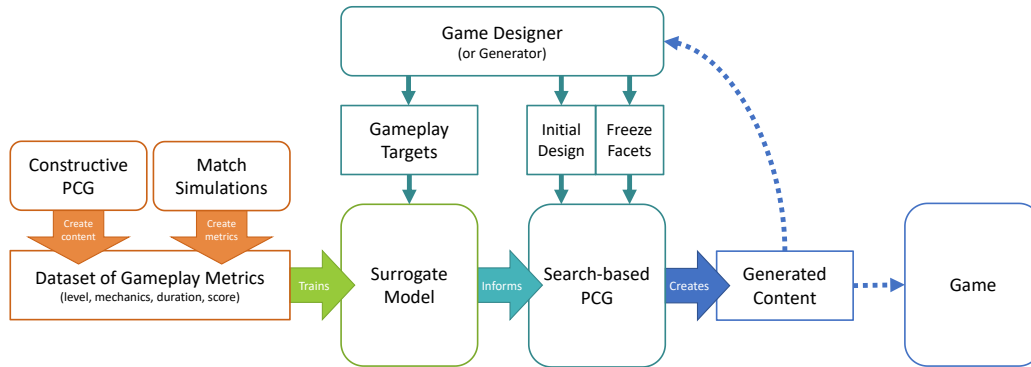 Game Designer
(or Generator)
Gameplay
Targets
Initial
Design
Freeze
Facets
Constructive
PCG
Match
Simulations
Create
content
Create
metrics
Dataset of Gameplay Metrics
(level, mechanics, duration, score)
Trains
Surrogate
Model
Informs
Search-based
PCG
Creates
Generated
Content
Game